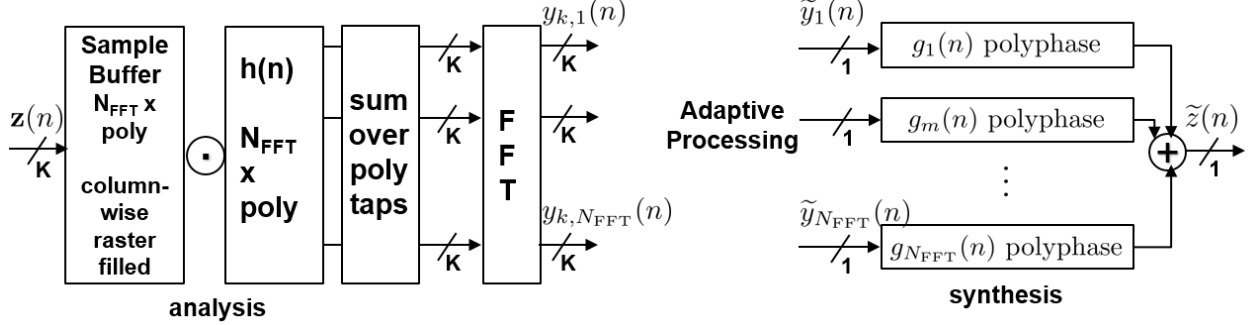 z(n)
K
Sample
Buffer
N_FFT x
poly
column-
wise
raster
filled
h(n)
N_FFT
x
poly
sum
over
poly
taps
K
K
K
F
F
T
y_{k,1}(n)
K
K
y_{k,N_FFT}(n)
K
analysis
Adaptive
Processing
ỹ_1(n)
1
g_1(n) polyphase
1
g_m(n) polyphase
⋮
ỹ_{N_FFT}(n)
1
g_{N_FFT}(n) polyphase
+
z̃(n)
1
synthesis